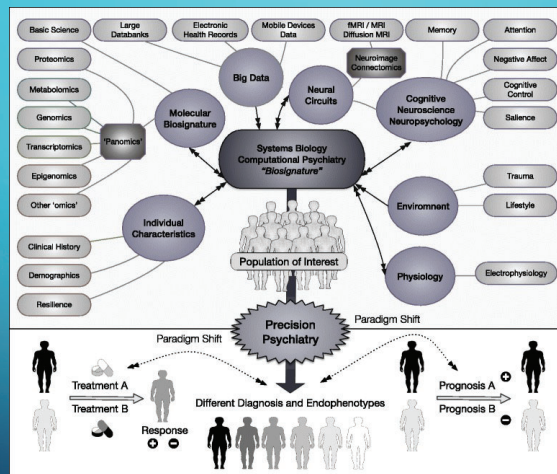 Basic Science
Large
Databanks
Electronic
Health Records
Mobile Devices
Data
fMRI / MRI
Diffusion MRI
Memory
Attention
Proteomics
Metabolomics
Genomics
Transcriptomics
Epigenomics
Other 'omics'
'Panomics'
Molecular
Biosignature
Big Data
Neural
Circuits
Neuroimage
Connectomics
Cognitive
Neuroscience
Neuropsychology
Negative Affect
Cognitive
Control
Salience
Systems Biology
Computational Psychiatry
"Biosignature"
Individual
Characteristics
Clinical History
Demographics
Resilience
Population of Interest
Enviromnent
Trauma
Lifestyle
Physiology
Electrophysiology
Precision
Psychiatry
Paradigm Shift
Paradigm Shift
Treatment A
Treatment B
Response
+ −
Different Diagnosis and Endophenotypes
Prognosis A +
Prognosis B −